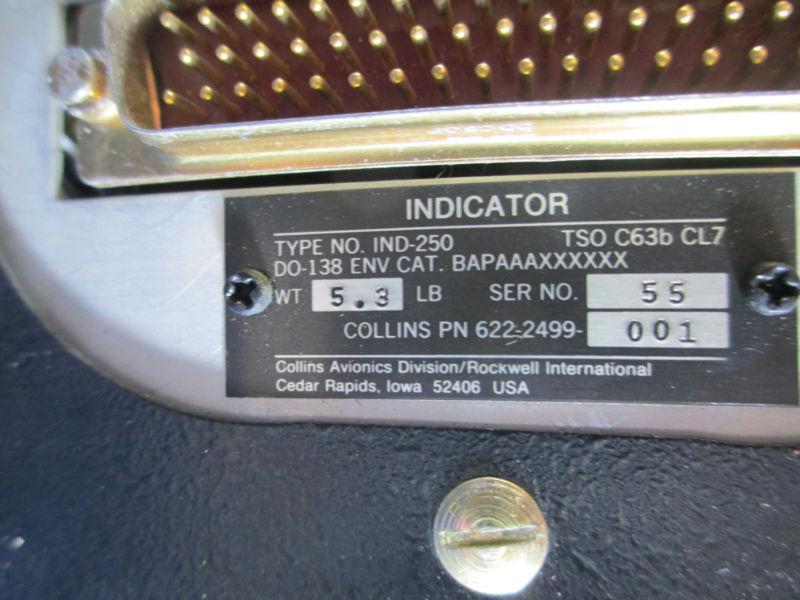 INDICATOR
TYPE NO. IND-250 TSO C63b CL7
DO-138 ENV CAT. BAPAAAXXXXXX
WT 5.3 LB SER NO. 55
COLLINS PN 622-2499- 001
Collins Avionics Division/Rockwell International
Cedar Rapids, Iowa 52406 USA